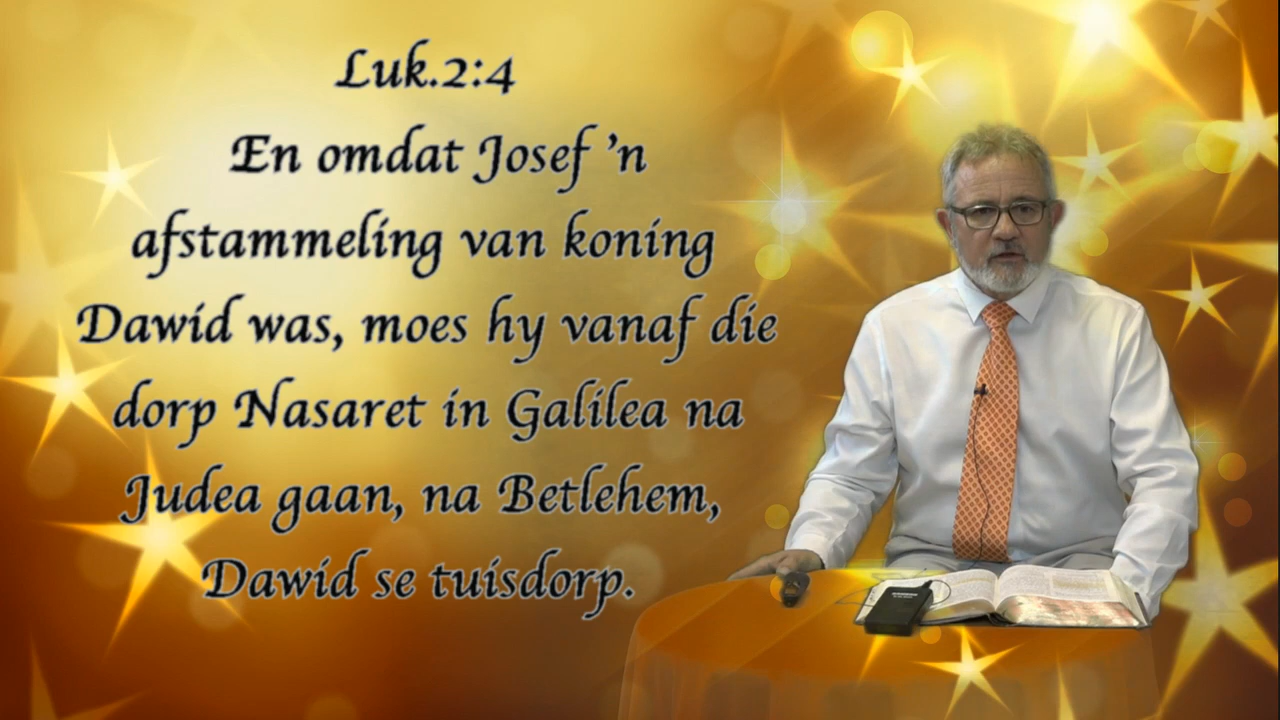 Luk.2:4
En omdat Josef 'n
afstammeling van koning
Dawid was, moes hy vanaf die
dorp Nasaret in Galilea na
Judea gaan, na Betlehem,
Dawid se tuisdorp.